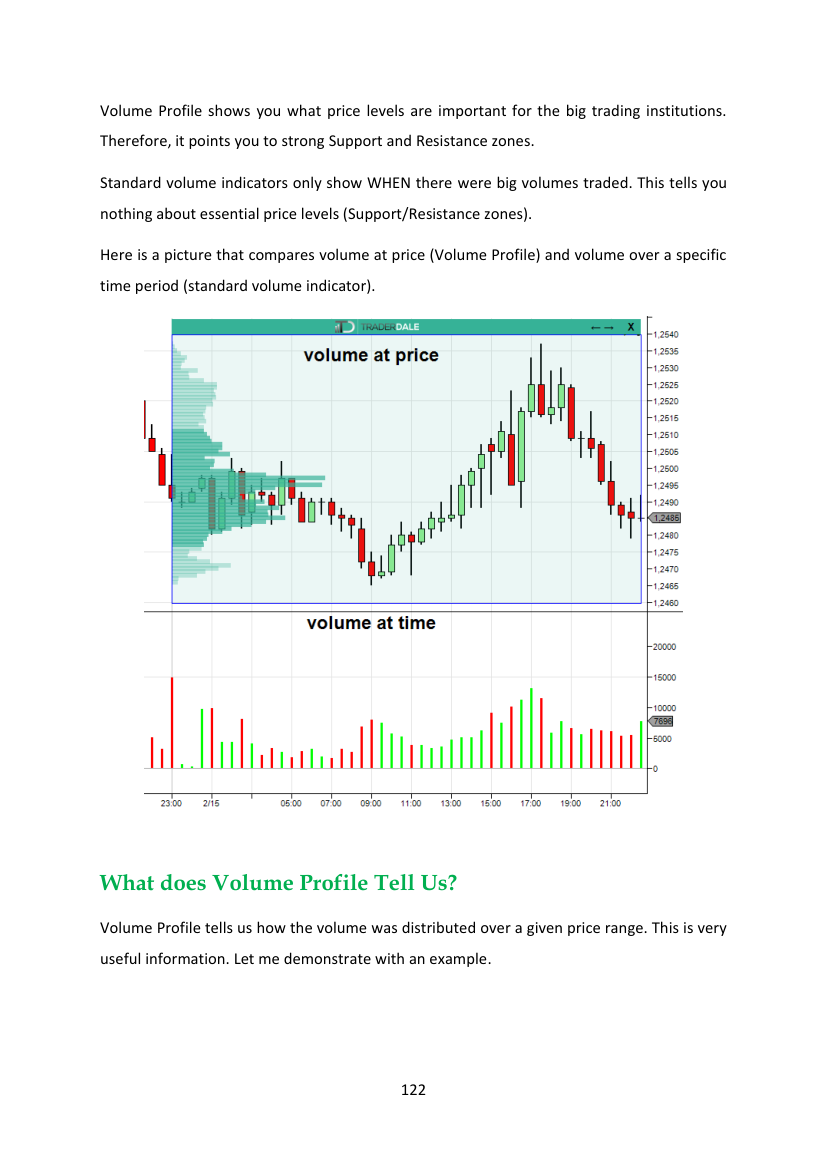 Volume Profile shows you what price levels are important for the big trading institutions.
Therefore, it points you to strong Support and Resistance zones.
Standard volume indicators only show WHEN there were big volumes traded. This tells you
nothing about essential price levels (Support/Resistance zones).
Here is a picture that compares volume at price (Volume Profile) and volume over a specific
time period (standard volume indicator).
TRADERDALE
←→ X
volume at price
1,2540
1,2535
1,2530
1,2525
1,2520
1,2515
1,2510
1,2505
1,2500
1,2495
1,2490
1,2485
1,2480
1,2475
1,2470
1,2465
1,2460
volume at time
20000
15000
10000
7696
5000
0
23:00 2/15 05:00 07:00 09:00 11:00 13:00 15:00 17:00 19:00 21:00
What does Volume Profile Tell Us?
Volume Profile tells us how the volume was distributed over a given price range. This is very
useful information. Let me demonstrate with an example.
122